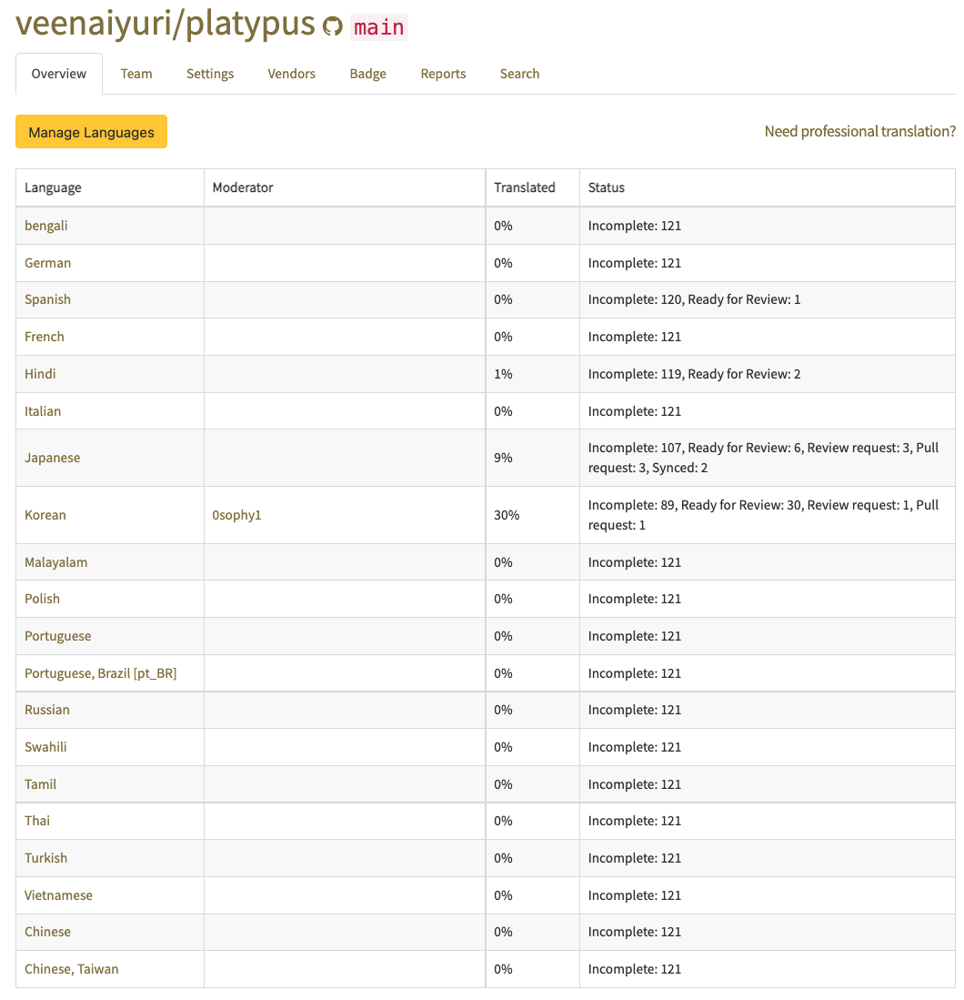 veenaiyuri/platypus main
Overview Team Settings Vendors Badge Reports Search
Manage Languages Need professional translation?
Language Moderator Translated Status
bengali 0% Incomplete: 121
German 0% Incomplete: 121
Spanish 0% Incomplete: 120, Ready for Review: 1
French 0% Incomplete: 121
Hindi 1% Incomplete: 119, Ready for Review: 2
Italian 0% Incomplete: 121
Japanese 9% Incomplete: 107, Ready for Review: 6, Review request: 3, Pull
request: 3, Synced: 2
Korean 0sophy1 30% Incomplete: 89, Ready for Review: 30, Review request: 1, Pull
request: 1
Malayalam 0% Incomplete: 121
Polish 0% Incomplete: 121
Portuguese 0% Incomplete: 121
Portuguese, Brazil [pt_BR] 0% Incomplete: 121
Russian 0% Incomplete: 121
Swahili 0% Incomplete: 121
Tamil 0% Incomplete: 121
Thai 0% Incomplete: 121
Turkish 0% Incomplete: 121
Vietnamese 0% Incomplete: 121
Chinese 0% Incomplete: 121
Chinese, Taiwan 0% Incomplete: 121